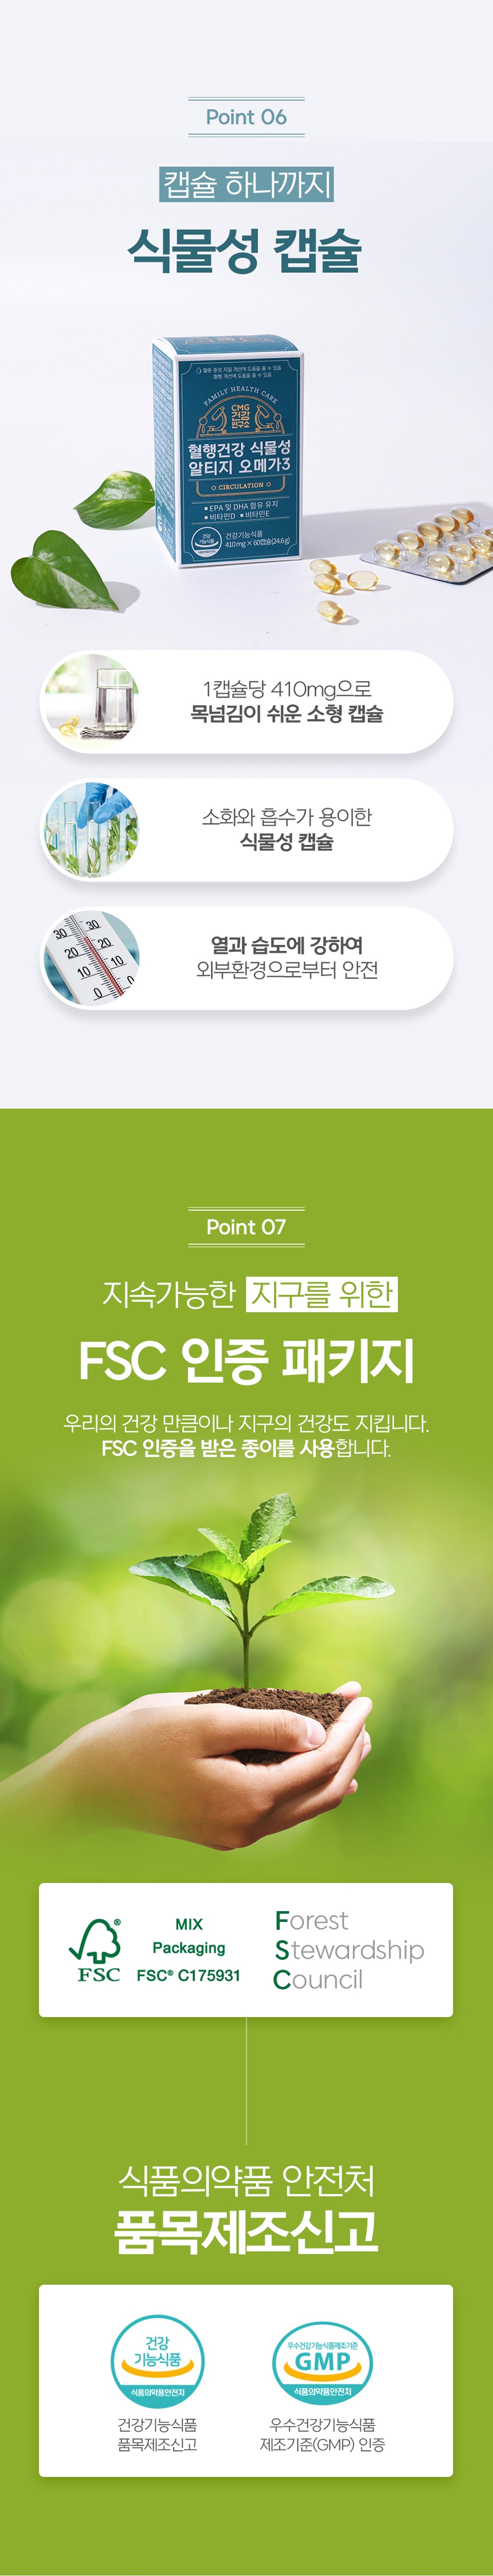 Point 06
캡슐 하나까지
식물성 캡슐
혈중 중성 지질 개선에 도움을 줄 수 있음
혈행 개선에 도움을 줄 수 있음
FAMILY HEALTH CARE
CMG
건강
연구소
혈행건강 식물성
알티지 오메가3
CIRCULATION
EPA 및 DHA 함유 유지
비타민D 비타민E
건강
기능식품
건강기능식품
410 mg × 60캡슐(24.6 g)
1캡슐당 410mg으로
목넘김이 쉬운 소형 캡슐
소화와 흡수가 용이한
식물성 캡슐
30 30
20 20
10 10
0 0
열과 습도에 강하여
외부환경으로부터 안전
Point 07
지속가능한 지구를 위한
FSC 인증 패키지
우리의 건강 만큼이나 지구의 건강도 지킵니다.
FSC 인증을 받은 종이를 사용합니다.
FSC
MIX
Packaging
FSC® C175931
Forest
Stewardship
Council
식품의약품 안전처
품목제조신고
건강
기능식품
식품의약품안전처
건강기능식품
품목제조신고
우수건강기능식품제조기준
GMP
식품의약품안전처
우수건강기능식품
제조기준(GMP) 인증